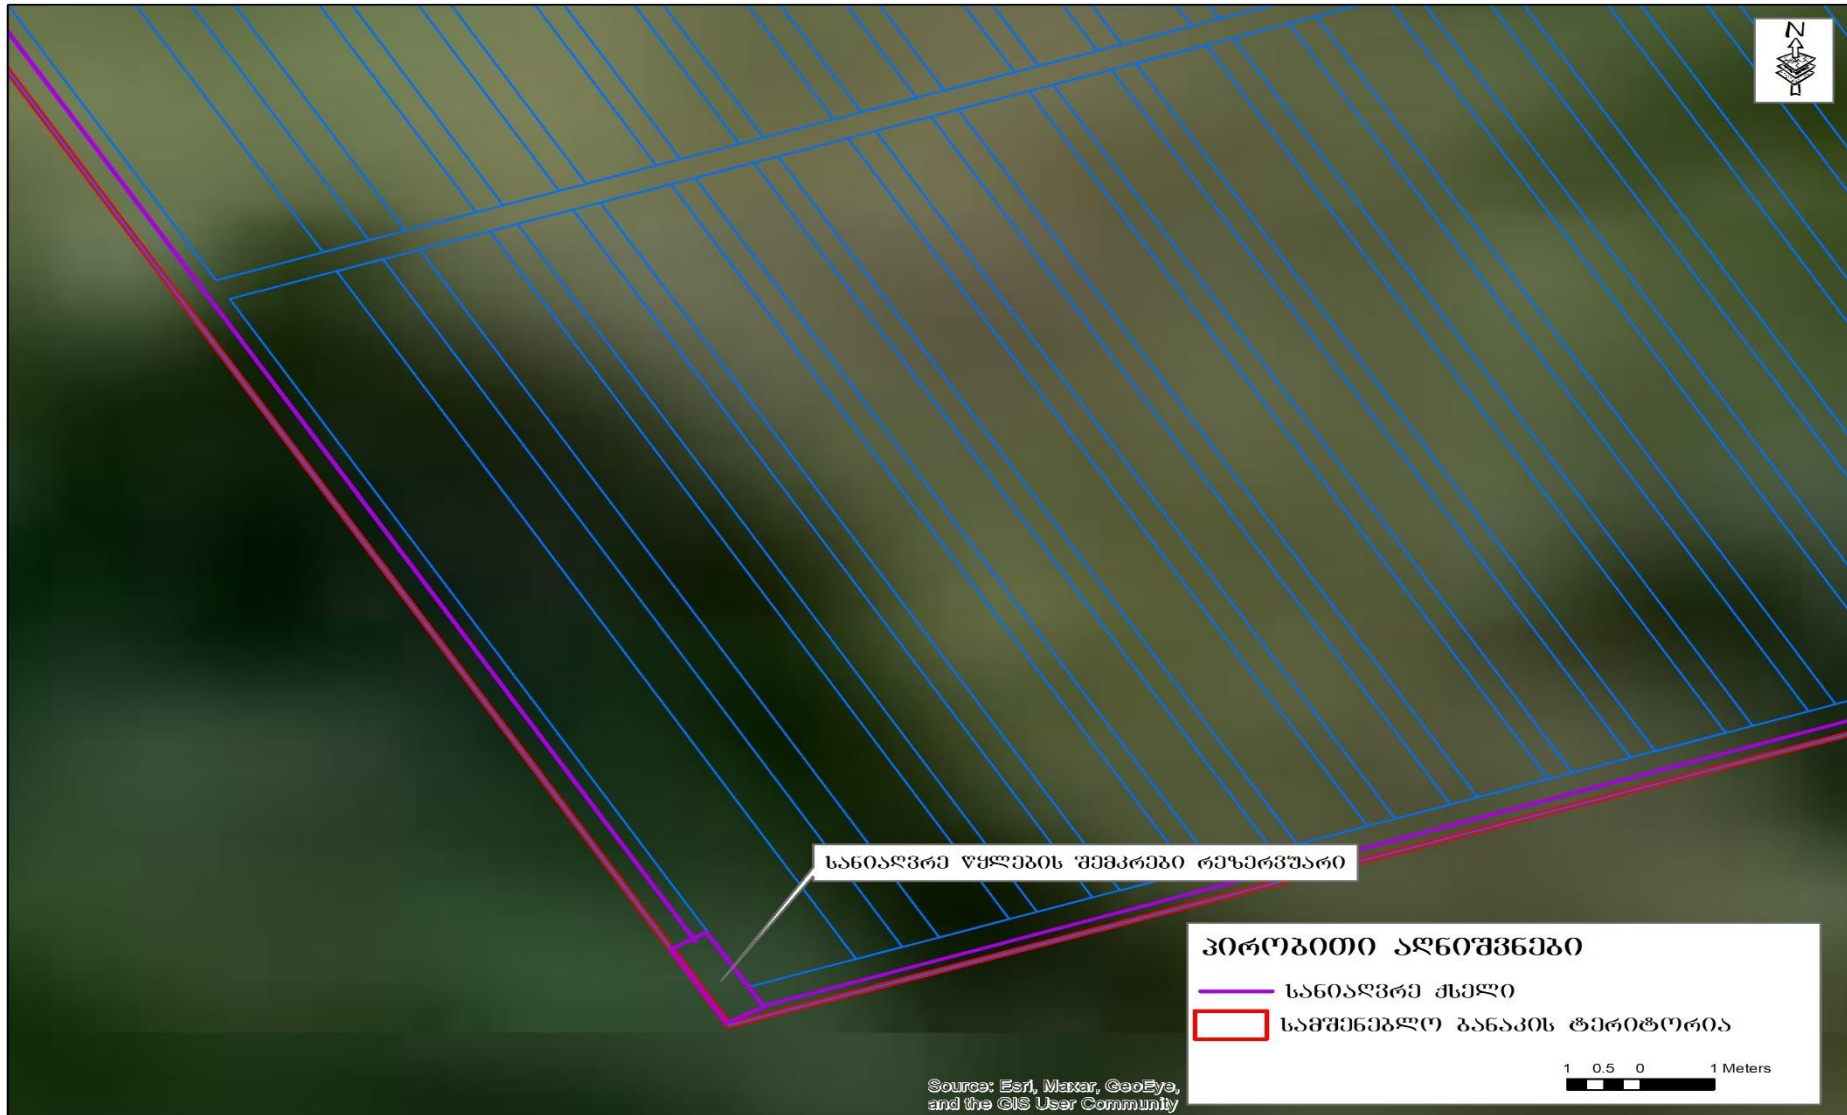 N
სანიაღვრე წყლების შემკრები რეზერვუარი
პირობითი აღნიშვნები
სანიაღვრე ქსელი
სამშენებლო ბანაკის ტერიტორია
1 0.5 0 1 Meters
Source: Esri, Maxar, GeoEye,
and the GIS User Community